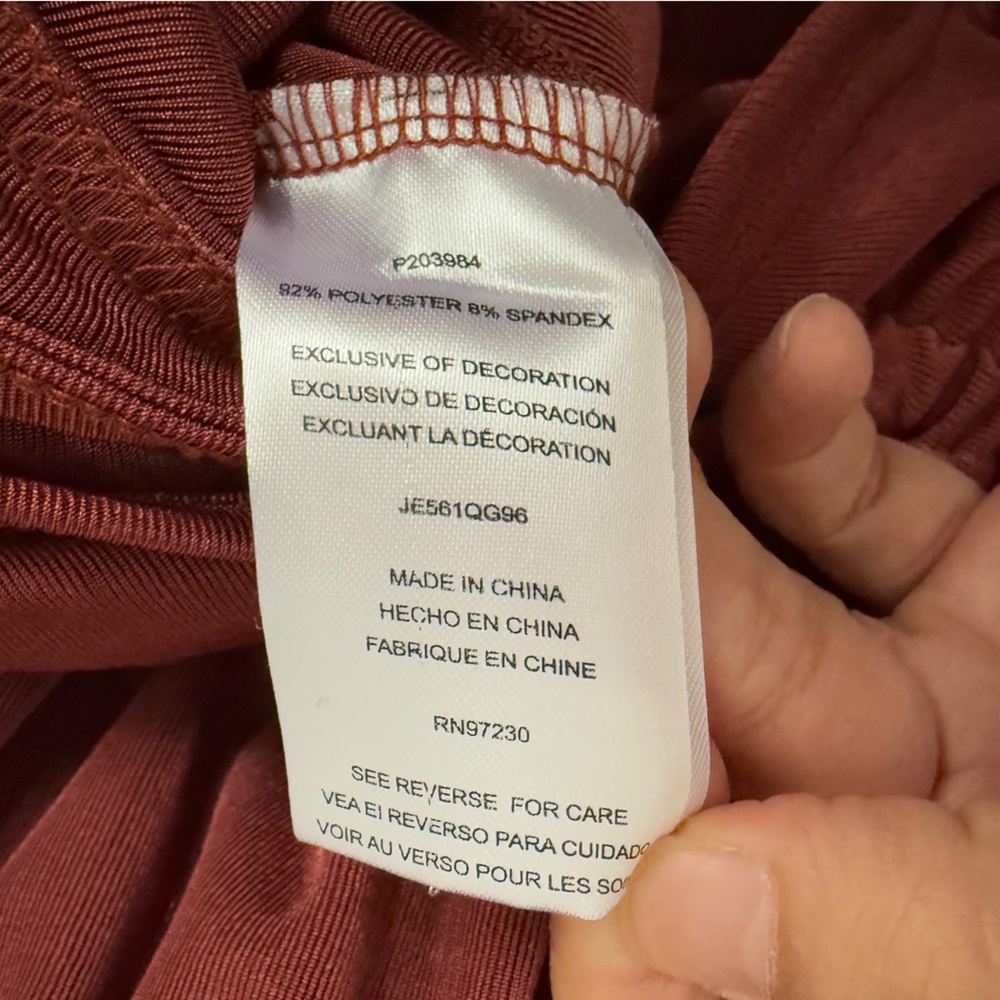 P203984
92% POLYESTER 8% SPANDEX
EXCLUSIVE OF DECORATION
EXCLUSIVO DE DECORACIÓN
EXCLUANT LA DÉCORATION
JE561QG96
MADE IN CHINA
HECHO EN CHINA
FABRIQUE EN CHINE
RN97230
SEE REVERSE FOR CARE
VEA El REVERSO PARA CUIDADO
VOIR AU VERSO POUR LES